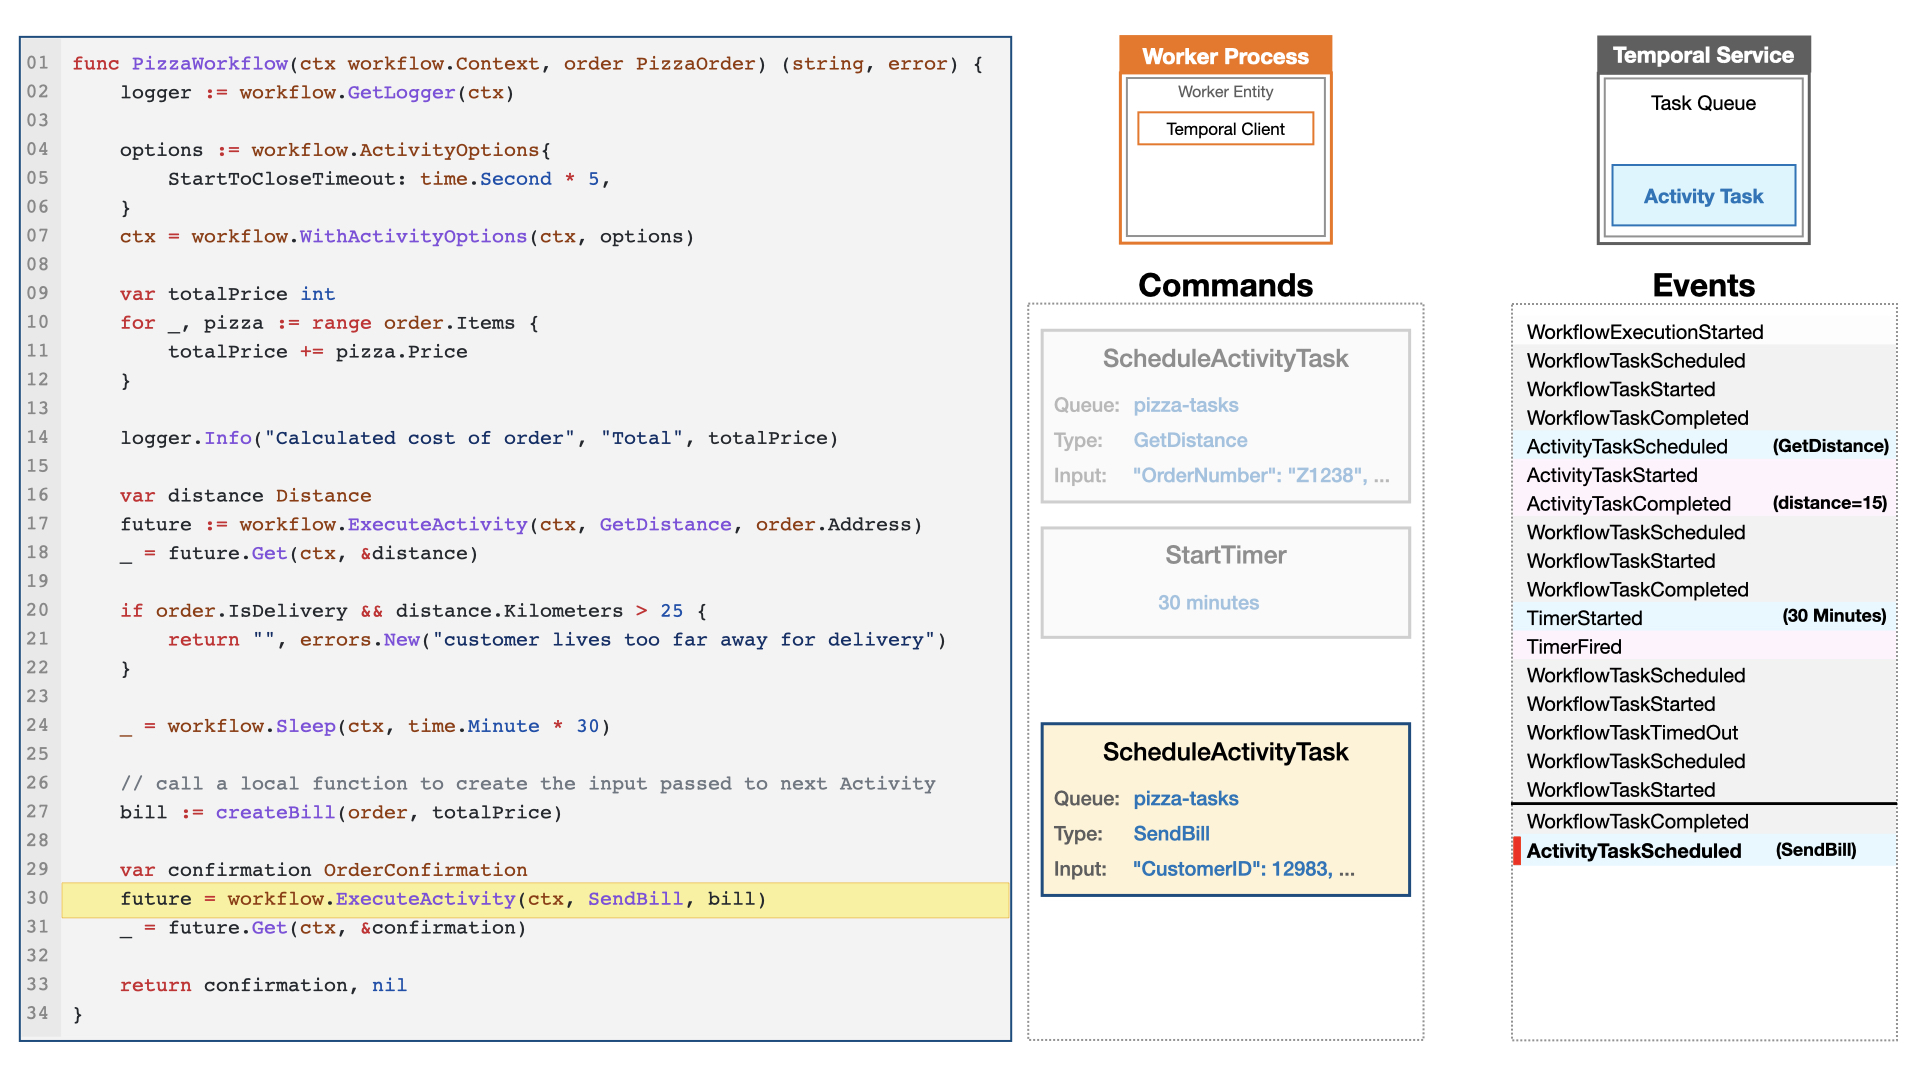 01 func PizzaWorkflow(ctx workflow.Context, order PizzaOrder) (string, error) {
02     logger := workflow.GetLogger(ctx)
03
04     options := workflow.ActivityOptions{
05         StartToCloseTimeout: time.Second * 5,
06     }
07     ctx = workflow.WithActivityOptions(ctx, options)
08
09     var totalPrice int
10     for _, pizza := range order.Items {
11         totalPrice += pizza.Price
12     }
13
14     logger.Info("Calculated cost of order", "Total", totalPrice)
15
16     var distance Distance
17     future := workflow.ExecuteActivity(ctx, GetDistance, order.Address)
18     _ = future.Get(ctx, &distance)
19
20     if order.IsDelivery && distance.Kilometers > 25 {
21         return "", errors.New("customer lives too far away for delivery")
22     }
23
24     _ = workflow.Sleep(ctx, time.Minute * 30)
25
26     // call a local function to create the input passed to next Activity
27     bill := createBill(order, totalPrice)
28
29     var confirmation OrderConfirmation
30     future = workflow.ExecuteActivity(ctx, SendBill, bill)
31     _ = future.Get(ctx, &confirmation)
32
33     return confirmation, nil
34 }
Worker Process
Worker Entity
Temporal Client
Commands
ScheduleActivityTask
Queue: pizza-tasks
Type: GetDistance
Input: "OrderNumber": "Z1238", ...
StartTimer
30 minutes
ScheduleActivityTask
Queue: pizza-tasks
Type: SendBill
Input: "CustomerID": 12983, ...
Temporal Service
Task Queue
Activity Task
Events
WorkflowExecutionStarted
WorkflowTaskScheduled
WorkflowTaskStarted
WorkflowTaskCompleted
ActivityTaskScheduled (GetDistance)
ActivityTaskStarted
ActivityTaskCompleted (distance=15)
WorkflowTaskScheduled
WorkflowTaskStarted
WorkflowTaskCompleted
TimerStarted (30 Minutes)
TimerFired
WorkflowTaskScheduled
WorkflowTaskStarted
WorkflowTaskTimedOut
WorkflowTaskScheduled
WorkflowTaskStarted
WorkflowTaskCompleted
ActivityTaskScheduled (SendBill)